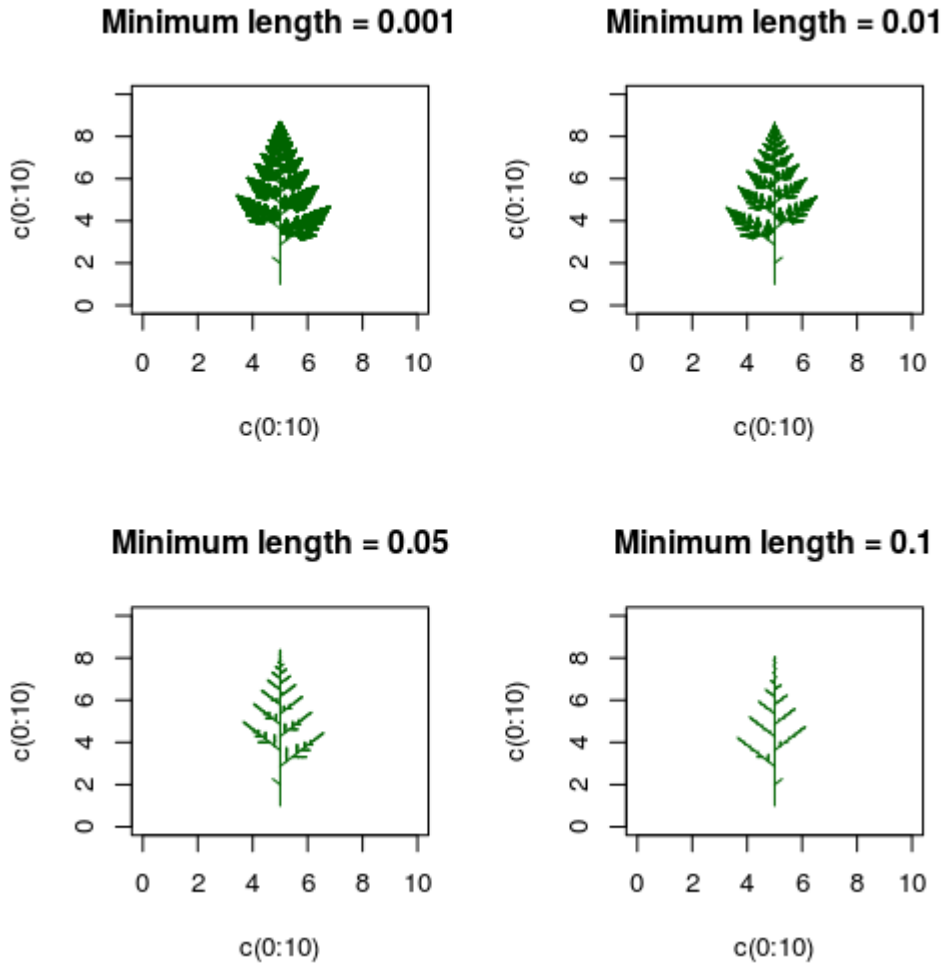 Minimum length = 0.001
c(0:10)
0 2 4 6 8
0 2 4 6 8 10
c(0:10)
Minimum length = 0.01
c(0:10)
0 2 4 6 8
0 2 4 6 8 10
c(0:10)
Minimum length = 0.05
c(0:10)
0 2 4 6 8
0 2 4 6 8 10
c(0:10)
Minimum length = 0.1
c(0:10)
0 2 4 6 8
0 2 4 6 8 10
c(0:10)